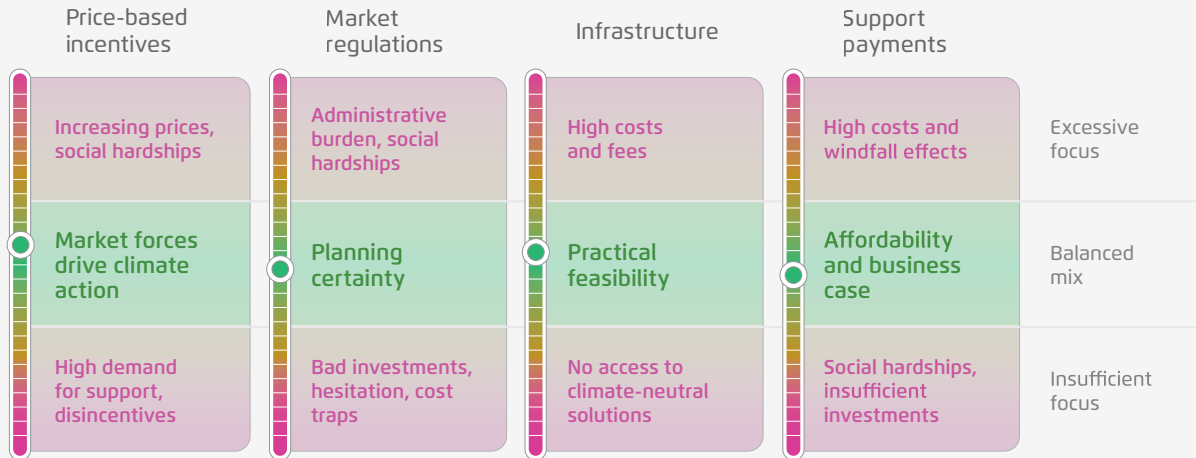 Price-based
incentives
Market
regulations
Infrastructure
Support
payments
Increasing prices,
social hardships
Administrative
burden, social
hardships
High costs
and fees
High costs and
windfall effects
Excessive
focus
Market forces
drive climate
action
Planning
certainty
Practical
feasibility
Affordability
and business
case
Balanced
mix
High demand
for support,
disincentives
Bad investments,
hesitation, cost
traps
No access to
climate-neutral
solutions
Social hardships,
insufficient
investments
Insufficient
focus